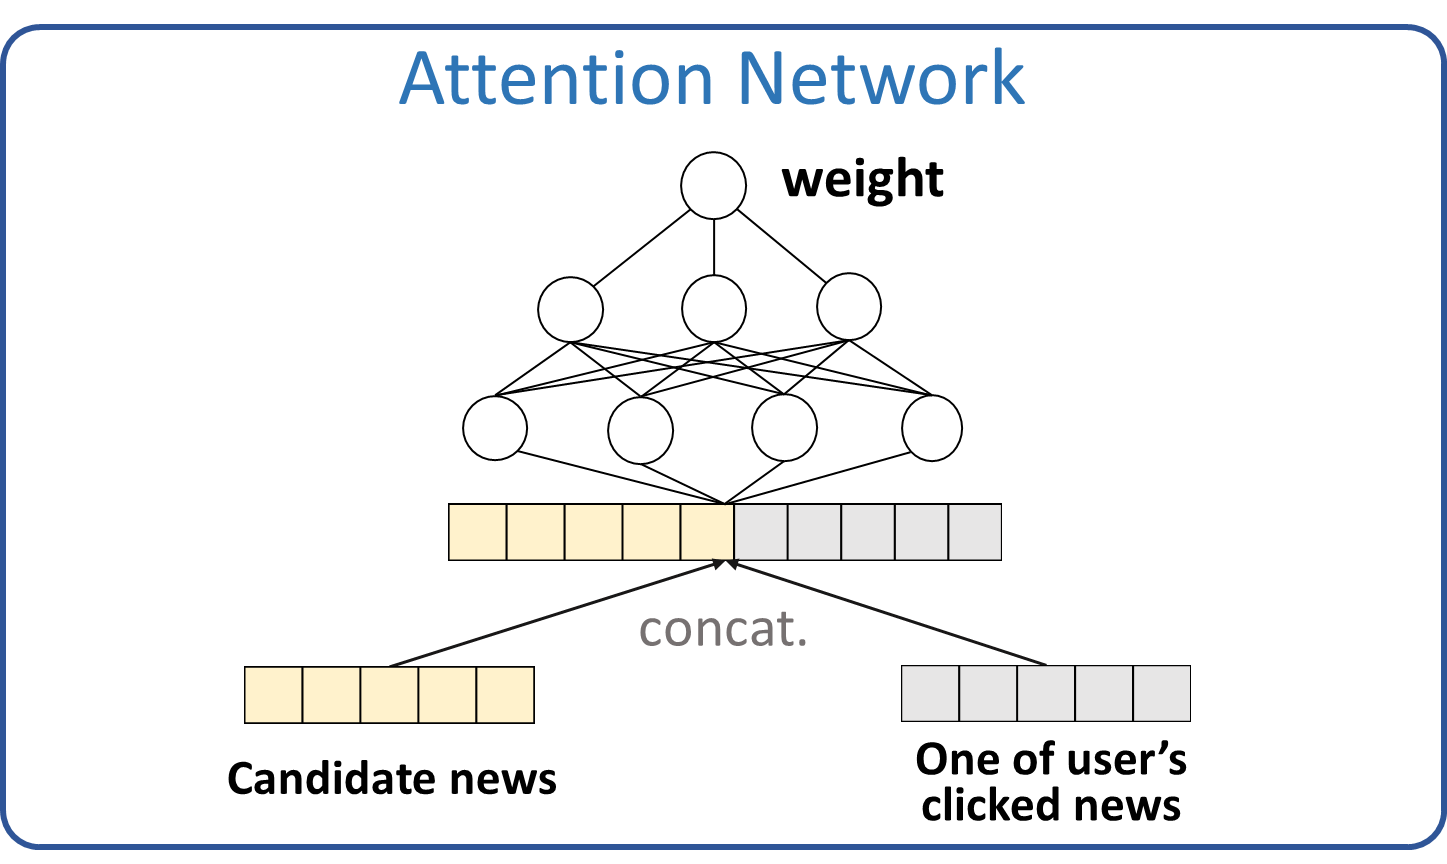 Attention Network
weight
concat.
Candidate news
One of user’s
clicked news